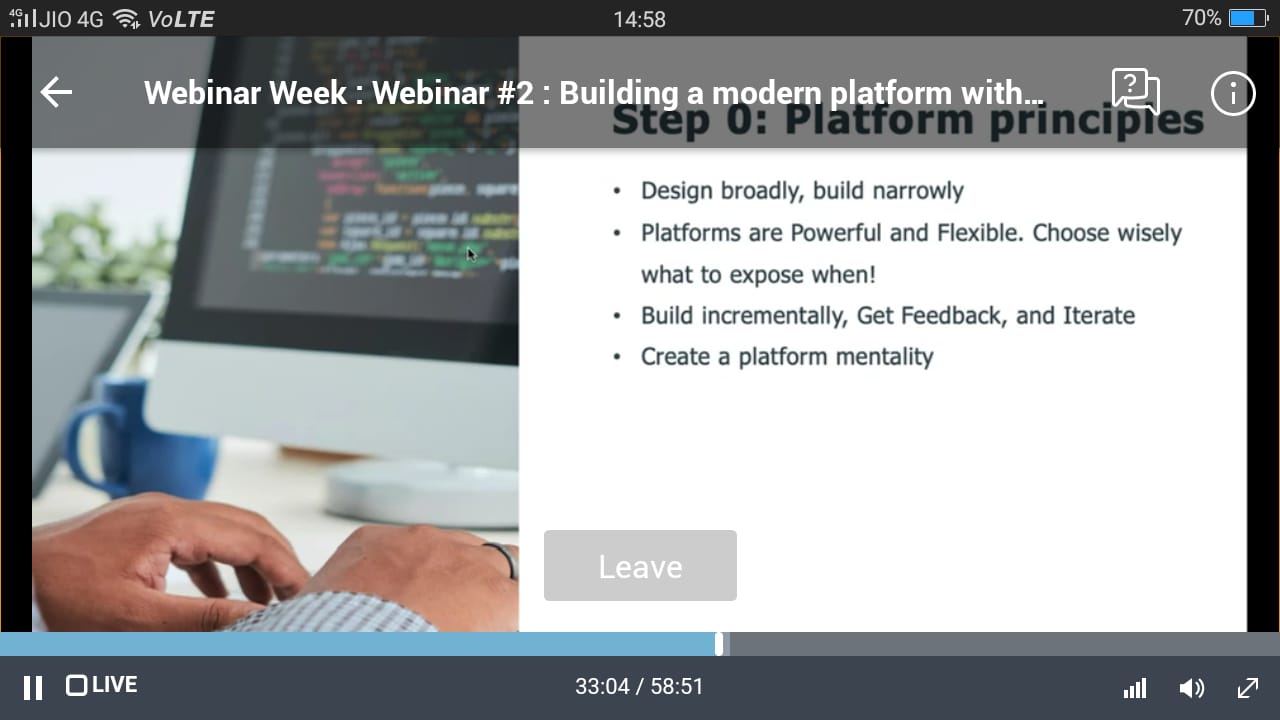 4G JIO 4G VoLTE 14:58 70%
Webinar Week : Webinar #2 : Building a modern platform with...
Step 0: Platform principles
• Design broadly, build narrowly
• Platforms are Powerful and Flexible. Choose wisely
what to expose when!
• Build incrementally, Get Feedback, and Iterate
• Create a platform mentality
Leave
LIVE 33:04 / 58:51